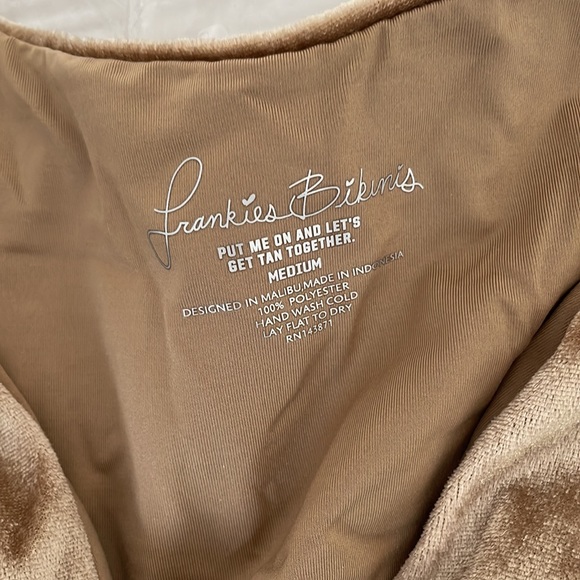 Frankies Bikinis
PUT ME ON AND LET'S
GET TAN TOGETHER.
MEDIUM
DESIGNED IN MALIBU,MADE IN INDONESIA
100% POLYESTER
HAND WASH COLD
LAY FLAT TO DRY
RN143871